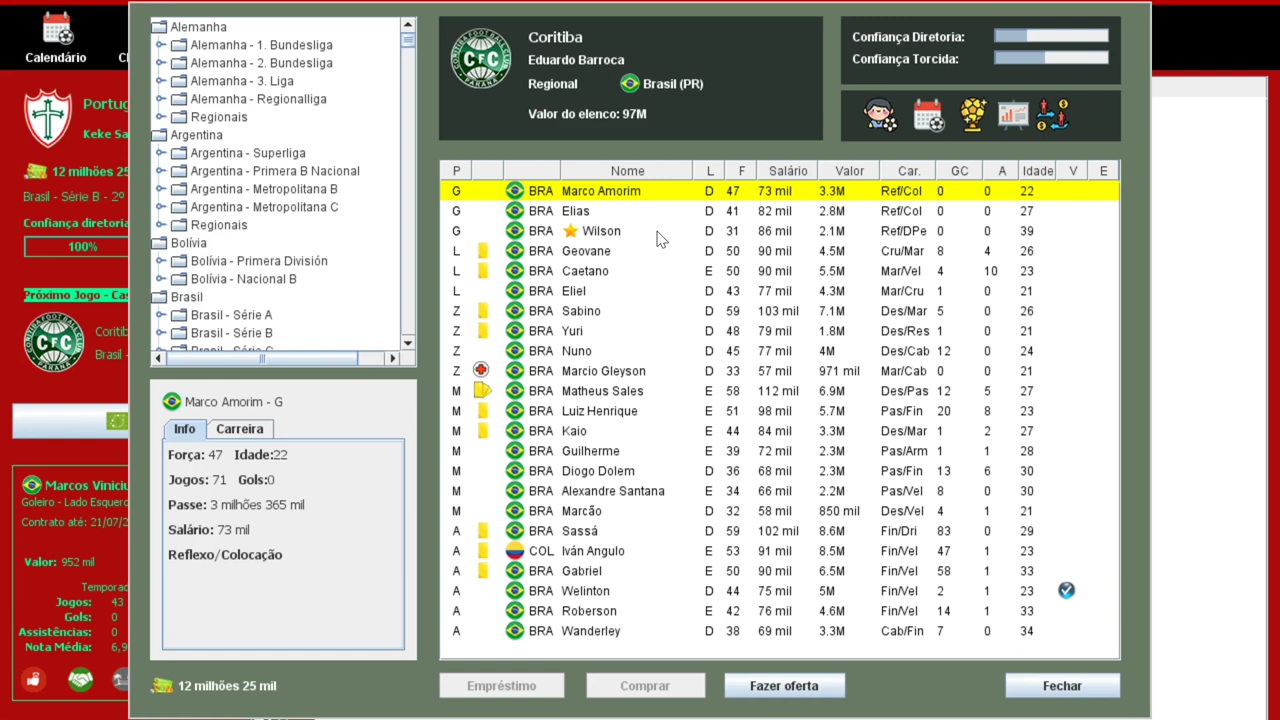 Calendário
Portug
Keke Sa
12 milhões 25
Brasil - Série B - 2º
Confiança diretoria
100%
Próximo Jogo - Cas
Coritib
Brasil -
Marcos Viniciu
Goleiro - Lado Esquerd
Contrato até: 21/07/2
Valor: 952 mil
Temporad
Jogos: 43
Gols: 0
Assistências: 0
Nota Média: 6,9
Alemanha
Alemanha - 1. Bundesliga
Alemanha - 2. Bundesliga
Alemanha - 3. Liga
Alemanha - Regionalliga
Regionais
Argentina
Argentina - Superliga
Argentina - Primera B Nacional
Argentina - Metropolitana B
Argentina - Metropolitana C
Regionais
Bolívia
Bolívia - Primera División
Bolívia - Nacional B
Brasil
Brasil - Série A
Brasil - Série B
Marco Amorim - G
Info Carreira
Força: 47 Idade:22
Jogos: 71 Gols:0
Passe: 3 milhões 365 mil
Salário: 73 mil
Reflexo/Colocação
12 milhões 25 mil
Coritiba
Eduardo Barroca
Regional Brasil (PR)
Valor do elenco: 97M
Confiança Diretoria:
Confiança Torcida:
P Nome L F Salário Valor Car. GC A Idade V E
G BRA Marco Amorim D 47 73 mil 3.3M Ref/Col 0 0 22
G BRA Elias D 41 82 mil 2.8M Ref/Col 0 0 27
G BRA Wilson D 31 86 mil 2.1M Ref/DPe 0 0 39
L BRA Geovane D 50 90 mil 4.5M Cru/Mar 8 4 26
L BRA Caetano E 50 90 mil 5.5M Mar/Vel 4 10 23
L BRA Eliel D 43 77 mil 4.3M Mar/Cru 1 0 21
Z BRA Sabino D 59 103 mil 7.1M Des/Mar 5 0 26
Z BRA Yuri D 48 79 mil 1.8M Des/Res 1 0 21
Z BRA Nuno D 45 77 mil 4M Des/Cab 12 0 24
Z BRA Marcio Gleyson D 33 57 mil 971 mil Mar/Cab 0 0 21
M BRA Matheus Sales E 58 112 mil 6.9M Des/Pas 12 5 27
M BRA Luiz Henrique E 51 98 mil 5.7M Pas/Fin 20 8 23
M BRA Kaio E 44 84 mil 3.3M Des/Mar 1 2 27
M BRA Guilherme E 39 72 mil 2.3M Pas/Arm 1 1 28
M BRA Diogo Dolem D 36 68 mil 2.3M Pas/Fin 13 6 30
M BRA Alexandre Santana E 34 66 mil 2.2M Pas/Vel 8 0 30
M BRA Marcão D 32 58 mil 850 mil Des/Vel 4 1 21
A BRA Sassá D 59 102 mil 8.6M Fin/Dri 83 0 29
A COL Iván Angulo E 53 91 mil 8.5M Fin/Vel 47 1 23
A BRA Gabriel E 50 90 mil 6.5M Fin/Vel 58 1 33
A BRA Welinton D 44 75 mil 5M Fin/Vel 2 1 23
A BRA Roberson E 42 76 mil 4.6M Fin/Vel 14 1 33
A BRA Wanderley D 38 69 mil 3.3M Cab/Fin 7 0 34
Empréstimo Comprar Fazer oferta Fechar